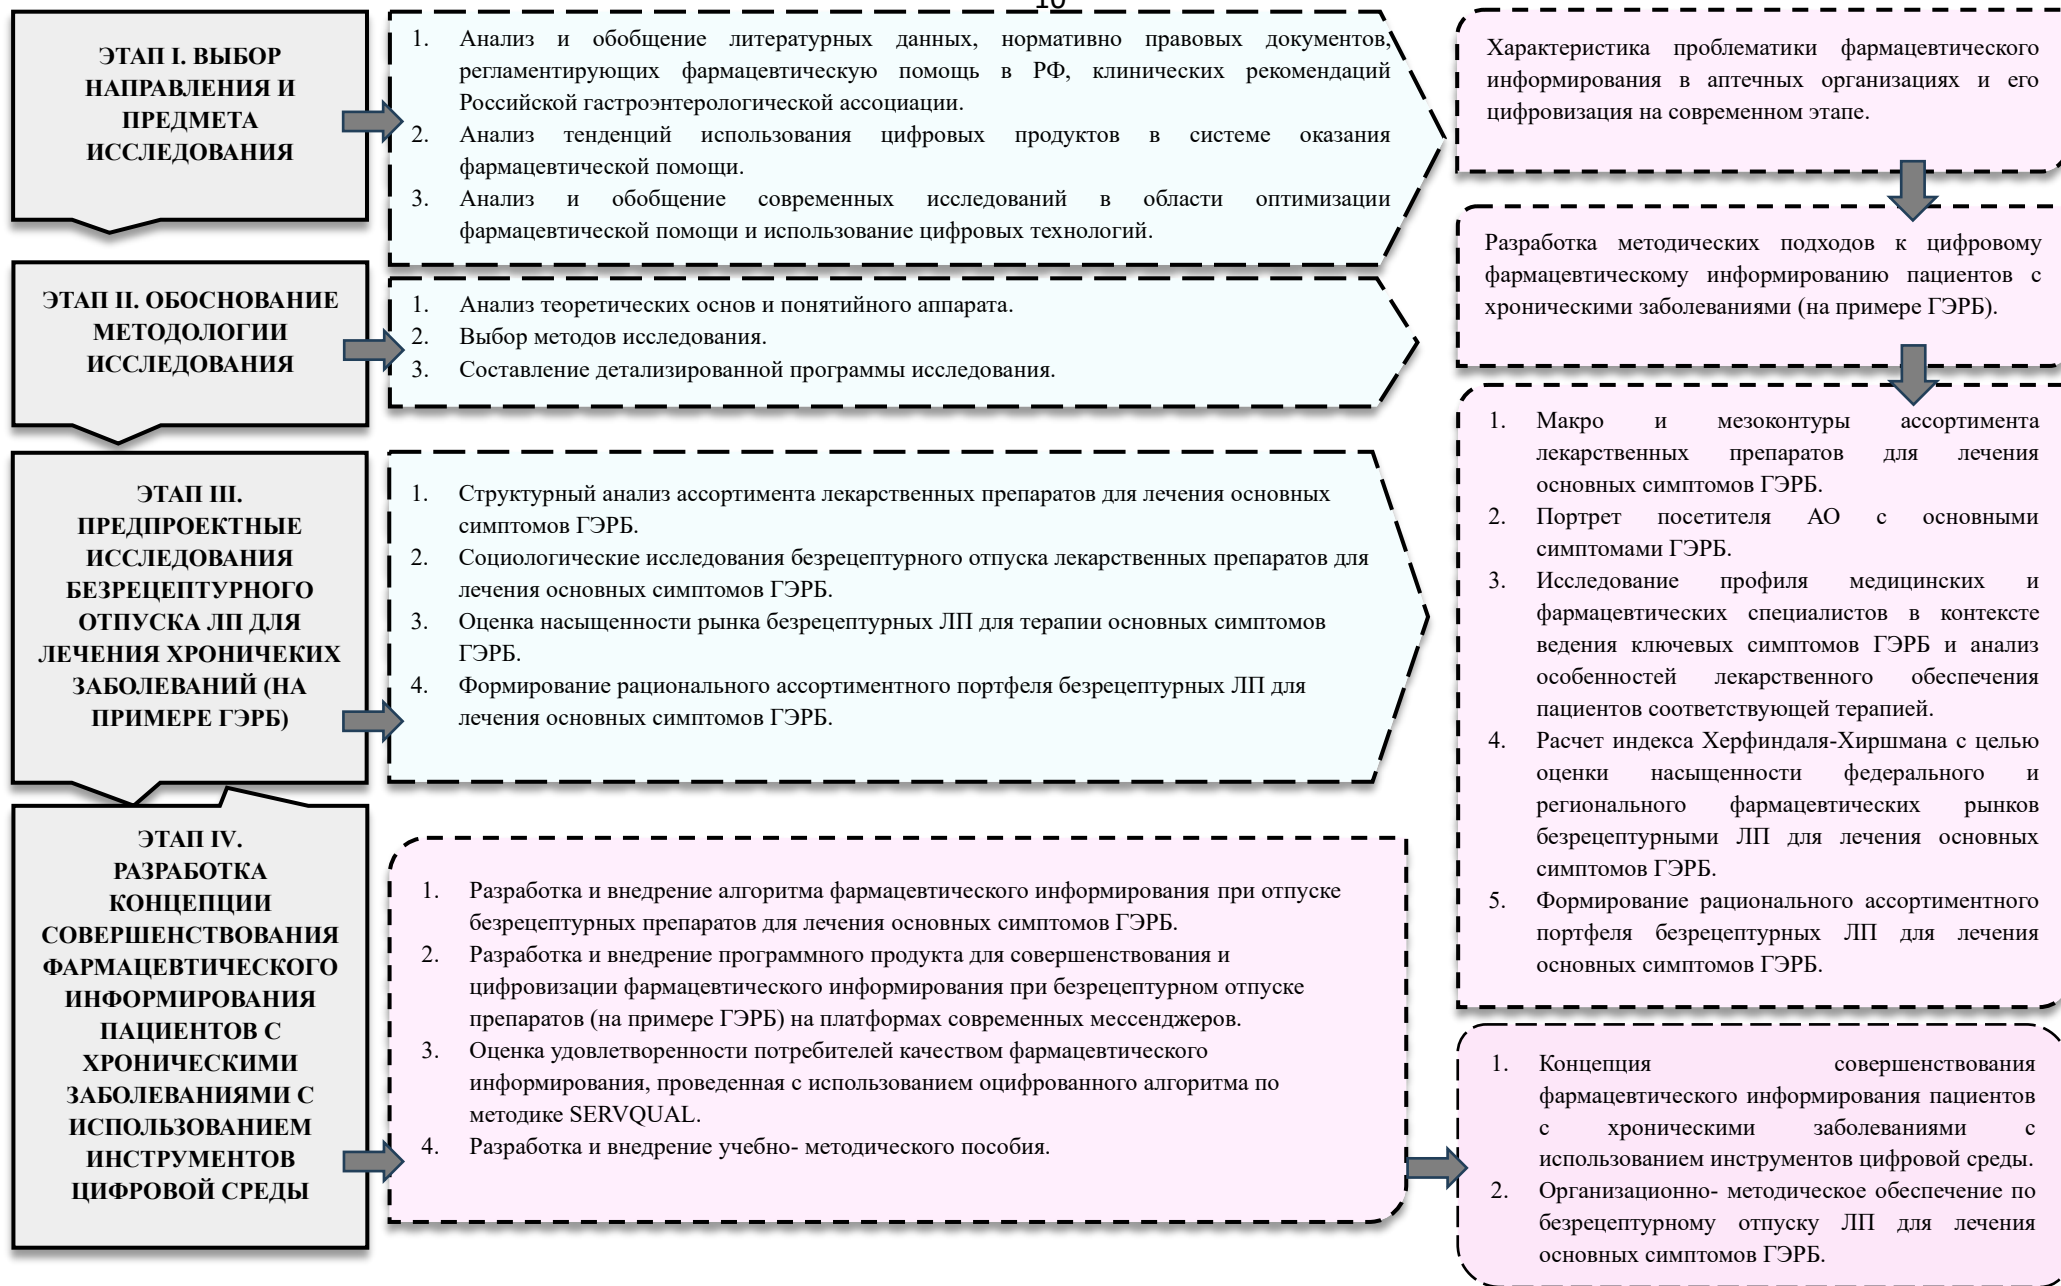 10
ЭТАП I. ВЫБОР
НАПРАВЛЕНИЯ И
ПРЕДМЕТА
ИССЛЕДОВАНИЯ
1. Анализ и обобщение литературных данных, нормативно правовых документов,
регламентирующих фармацевтическую помощь в РФ, клинических рекомендаций
Российской гастроэнтерологической ассоциации.
2. Анализ тенденций использования цифровых продуктов в системе оказания
фармацевтической помощи.
3. Анализ и обобщение современных исследований в области оптимизации
фармацевтической помощи и использование цифровых технологий.
Характеристика проблематики фармацевтического
информирования в аптечных организациях и его
цифровизация на современном этапе.
ЭТАП II. ОБОСНОВАНИЕ
МЕТОДОЛОГИИ
ИССЛЕДОВАНИЯ
1. Анализ теоретических основ и понятийного аппарата.
2. Выбор методов исследования.
3. Составление детализированной программы исследования.
Разработка методических подходов к цифровому
фармацевтическому информированию пациентов с
хроническими заболеваниями (на примере ГЭРБ).
ЭТАП III.
ПРЕДПРОЕКТНЫЕ
ИССЛЕДОВАНИЯ
БЕЗРЕЦЕПТУРНОГО
ОТПУСКА ЛП ДЛЯ
ЛЕЧЕНИЯ ХРОНИЧЕКИХ
ЗАБОЛЕВАНИЙ (НА
ПРИМЕРЕ ГЭРБ)
1. Структурный анализ ассортимента лекарственных препаратов для лечения основных
симптомов ГЭРБ.
2. Социологические исследования безрецептурного отпуска лекарственных препаратов для
лечения основных симптомов ГЭРБ.
3. Оценка насыщенности рынка безрецептурных ЛП для терапии основных симптомов
ГЭРБ.
4. Формирование рационального ассортиментного портфеля безрецептурных ЛП для
лечения основных симптомов ГЭРБ.
1. Макро и мезоконтуры ассортимента
лекарственных препаратов для лечения
основных симптомов ГЭРБ.
2. Портрет посетителя АО с основными
симптомами ГЭРБ.
3. Исследование профиля медицинских и
фармацевтических специалистов в контексте
ведения ключевых симптомов ГЭРБ и анализ
особенностей лекарственного обеспечения
пациентов соответствующей терапией.
4. Расчет индекса Херфиндаля-Хиршмана с целью
оценки насыщенности федерального и
регионального фармацевтических рынков
безрецептурными ЛП для лечения основных
симптомов ГЭРБ.
5. Формирование рационального ассортиментного
портфеля безрецептурных ЛП для лечения
основных симптомов ГЭРБ.
ЭТАП IV.
РАЗРАБОТКА
КОНЦЕПЦИИ
СОВЕРШЕНСТВОВАНИЯ
ФАРМАЦЕВТИЧЕСКОГО
ИНФОРМИРОВАНИЯ
ПАЦИЕНТОВ С
ХРОНИЧЕСКИМИ
ЗАБОЛЕВАНИЯМИ С
ИСПОЛЬЗОВАНИЕМ
ИНСТРУМЕНТОВ
ЦИФРОВОЙ СРЕДЫ
1. Разработка и внедрение алгоритма фармацевтического информирования при отпуске
безрецептурных препаратов для лечения основных симптомов ГЭРБ.
2. Разработка и внедрение программного продукта для совершенствования и
цифровизации фармацевтического информирования при безрецептурном отпуске
препаратов (на примере ГЭРБ) на платформах современных мессенджеров.
3. Оценка удовлетворенности потребителей качеством фармацевтического
информирования, проведенная с использованием оцифрованного алгоритма по
методике SERVQUAL.
4. Разработка и внедрение учебно- методического пособия.
1. Концепция совершенствования
фармацевтического информирования пациентов
с хроническими заболеваниями с
использованием инструментов цифровой среды.
2. Организационно- методическое обеспечение по
безрецептурному отпуску ЛП для лечения
основных симптомов ГЭРБ.